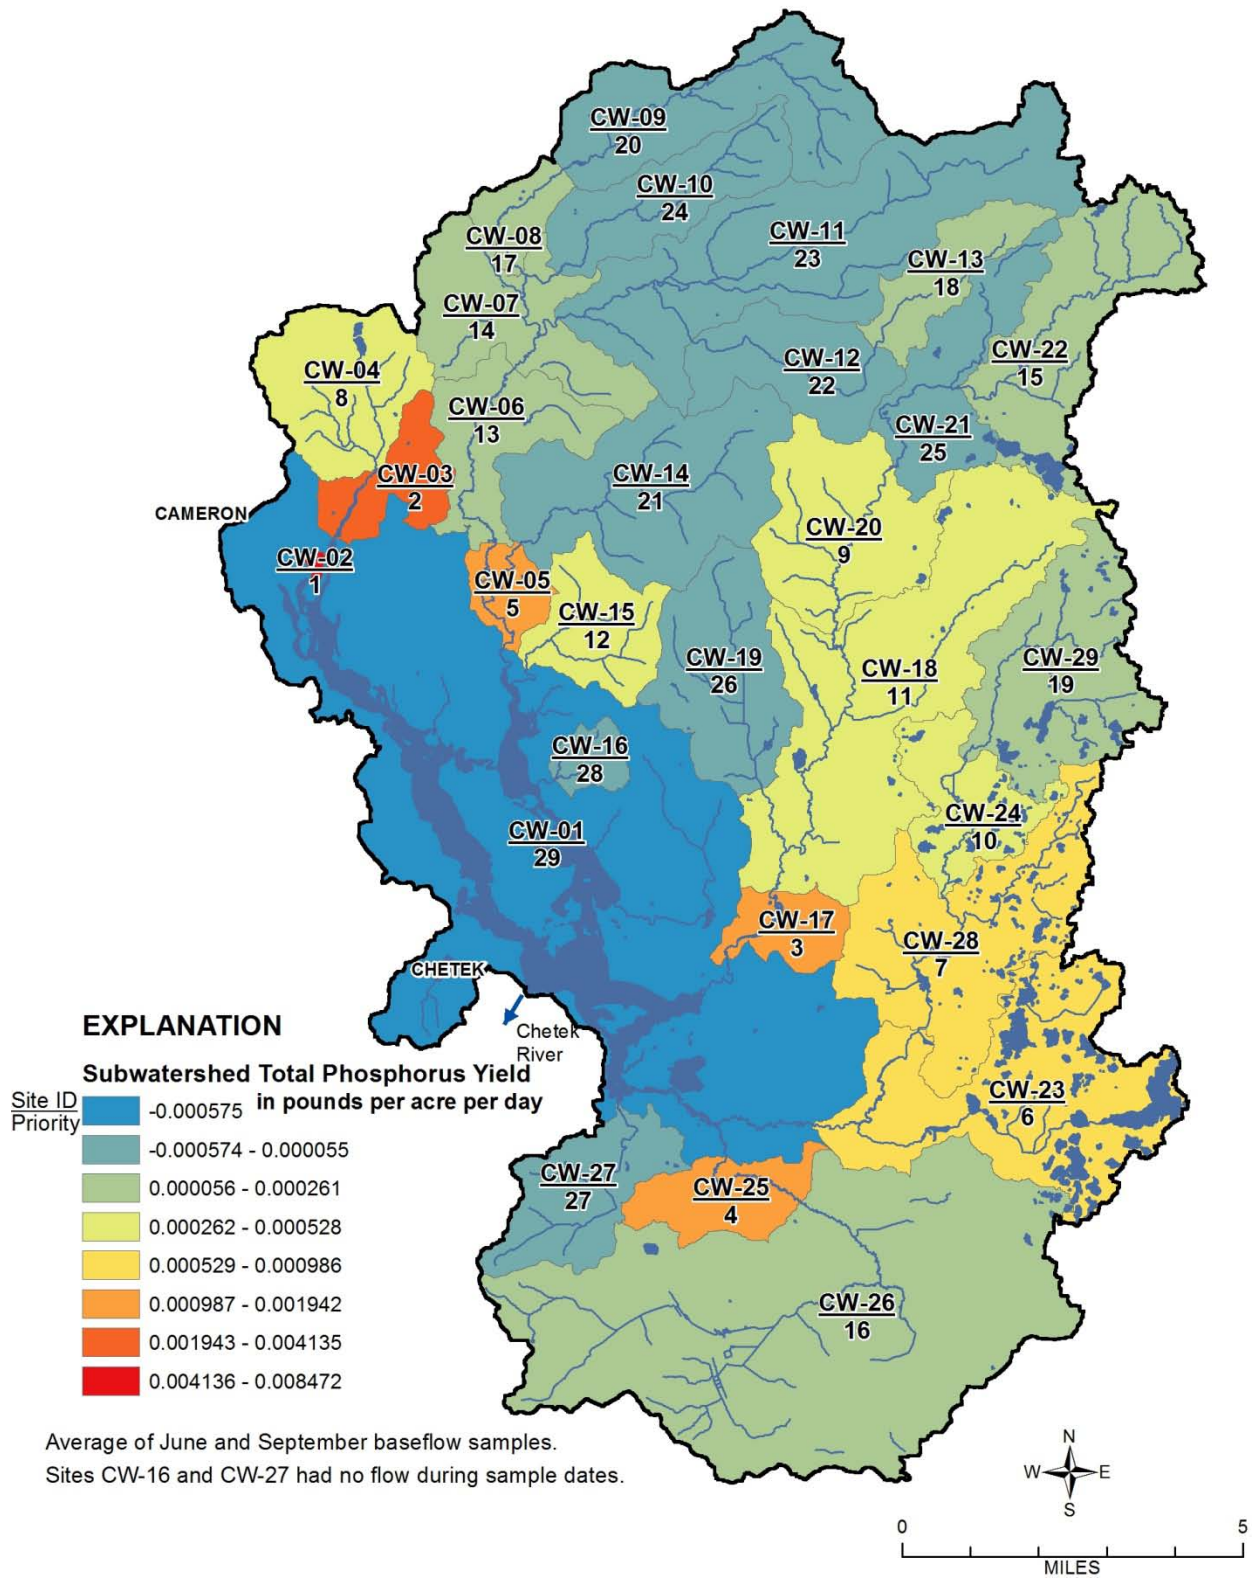 CW-09
20
CW-10
24
CW-08
17
CW-11
23
CW-13
18
CW-07
14
CW-22
15
CW-12
22
CW-04
8
CW-06
13
CW-21
25
CW-03
2
CW-14
21
CAMERON
CW-20
9
CW-02
1
CW-05
5
CW-15
12
CW-19
26
CW-18
11
CW-29
19
CW-16
28
CW-24
10
CW-01
29
CW-17
3
CW-28
7
CHETEK
Chetek
River
CW-23
6
CW-27
27
CW-25
4
CW-26
16
EXPLANATION
Subwatershed Total Phosphorus Yield
in pounds per acre per day
Site ID
Priority
-0.000575
-0.000574 - 0.000055
0.000056 - 0.000261
0.000262 - 0.000528
0.000529 - 0.000986
0.000987 - 0.001942
0.001943 - 0.004135
0.004136 - 0.008472
Average of June and September baseflow samples.
Sites CW-16 and CW-27 had no flow during sample dates.
N
W E
S
0 5
MILES